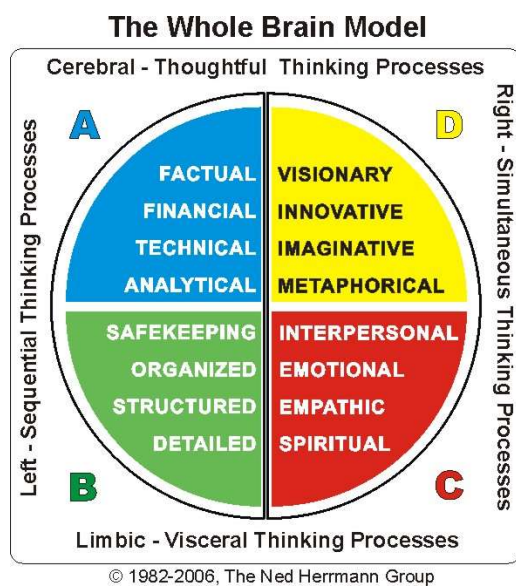 The Whole Brain Model
Cerebral - Thoughtful Thinking Processes
A
D
Left - Sequential Thinking Processes
Right - Simultaneous Thinking Processes
FACTUAL
FINANCIAL
TECHNICAL
ANALYTICAL
VISIONARY
INNOVATIVE
IMAGINATIVE
METAPHORICAL
SAFEKEEPING
ORGANIZED
STRUCTURED
DETAILED
INTERPERSONAL
EMOTIONAL
EMPATHIC
SPIRITUAL
B
C
Limbic - Visceral Thinking Processes
© 1982-2006, The Ned Herrmann Group